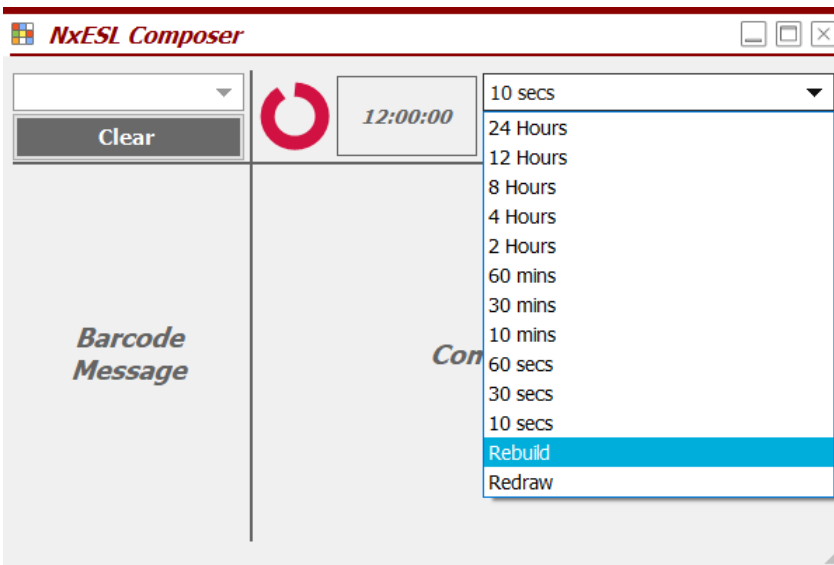 NxESL Composer
Clear
12:00:00
10 secs
24 Hours
12 Hours
8 Hours
4 Hours
2 Hours
60 mins
30 mins
10 mins
60 secs
30 secs
10 secs
Rebuild
Redraw
Barcode
Message
Con